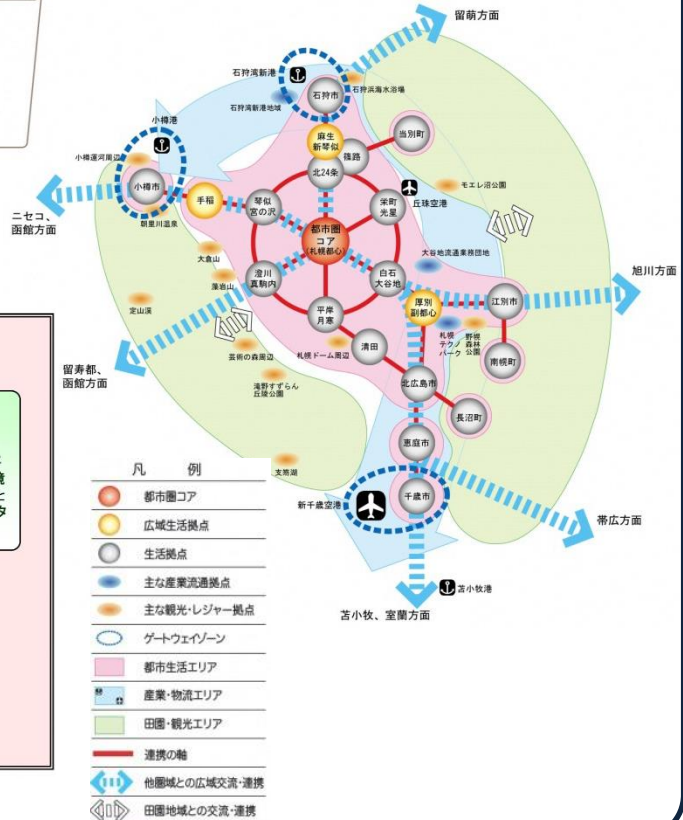 留萌方面
石狩湾新港
石狩浜海水浴場
石狩湾新港地域
石狩市
小樽港
麻生
新琴似
当別町
篠路
小樽運河周辺
北24条
モエレ沼公園
小樽市
手稲
琴似
宮の沢
栄町
光星
丘珠空港
ニセコ、
函館方面
朝里川温泉
都市圏
コア
(札幌都心)
大倉山
大谷地流通業務団地
旭川方面
藻岩山
澄川
真駒内
白石
大谷地
定山渓
厚別
副都心
江別市
平岸
月寒
札幌
テクノ
パーク
野幌
森林
公園
芸術の森周辺
札幌ドーム周辺
清田
南幌町
留寿都、
函館方面
滝野すずらん
丘陵公園
北広島市
長沼町
恵庭市
支笏湖
新千歳空港
千歳市
帯広方面
苫小牧港
苫小牧、室蘭方面
凡 例
都市圏コア
広域生活拠点
生活拠点
主な産業流通拠点
主な観光・レジャー拠点
ゲートウェイゾーン
都市生活エリア
産業・物流エリア
田園・観光エリア
連携の軸
他圏域との広域交流・連携
田園地域との交流・連携